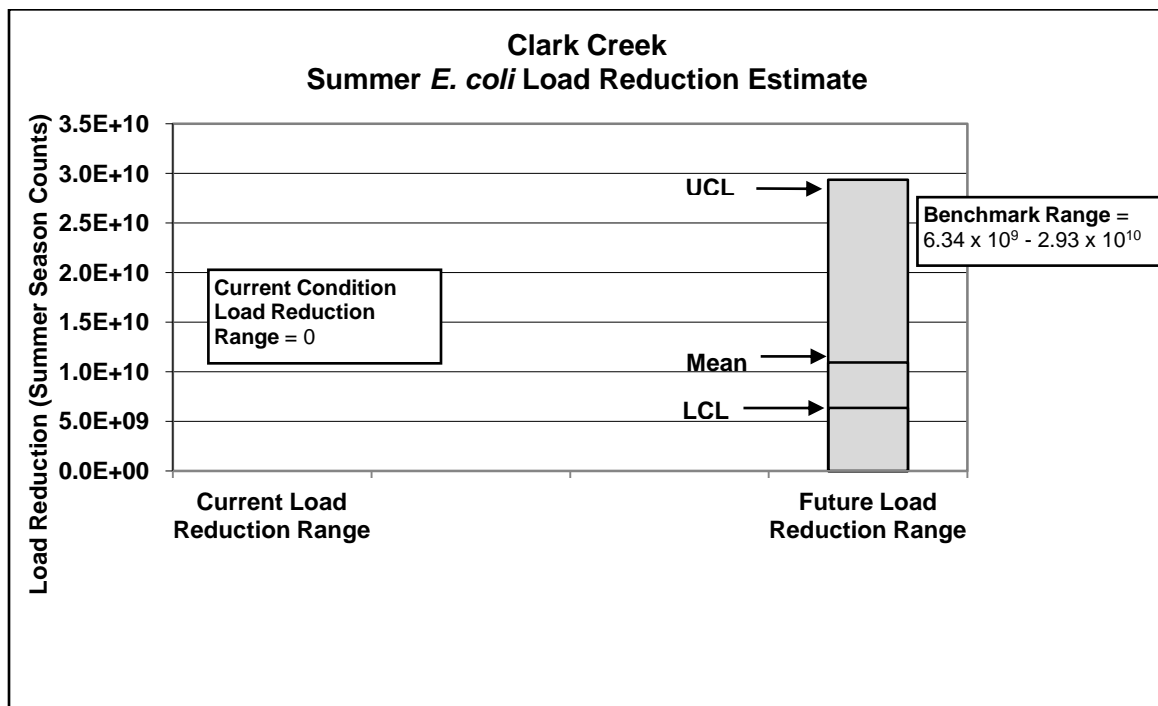 Clark Creek
Summer E. coli Load Reduction Estimate
Load Reduction (Summer Season Counts)
3.5E+10
3.0E+10
2.5E+10
2.0E+10
1.5E+10
1.0E+10
5.0E+09
0.0E+00
Current Condition
Load Reduction
Range = 0
UCL
Mean
LCL
Benchmark Range =
6.34 x 10⁹ - 2.93 x 10¹⁰
Current Load
Reduction Range
Future Load
Reduction Range